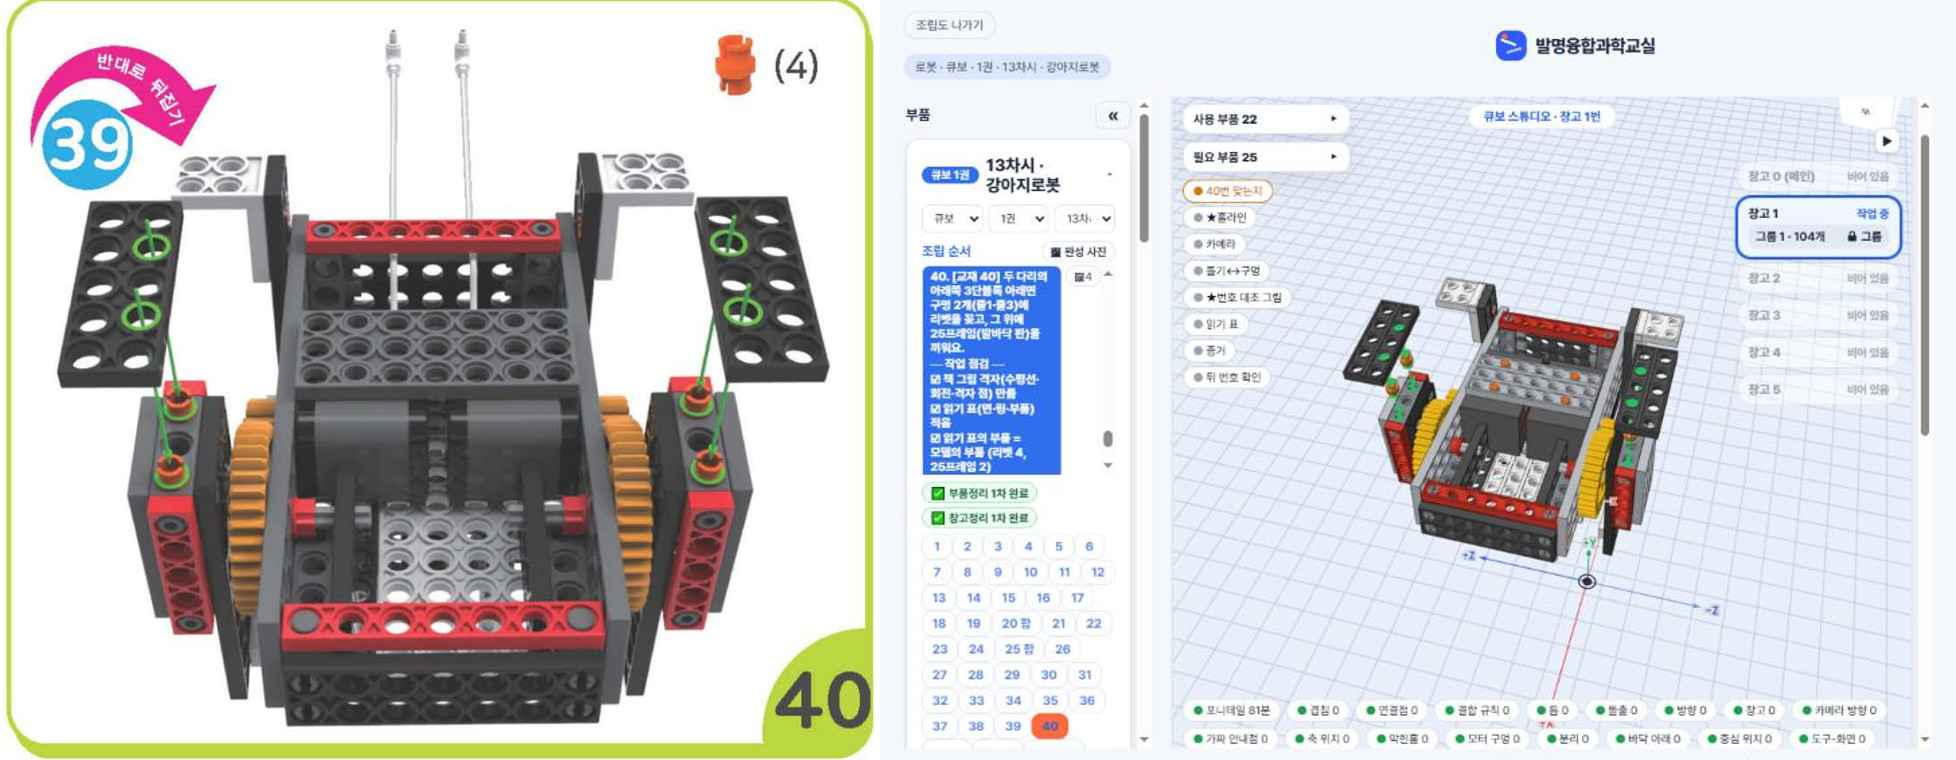 반대로 뒤집기
39
(4)
40
조립도 나가기
로봇 · 큐보 · 1권 · 13차시 · 강아지로봇
발명융합과학교실
부품
«
큐보 1권
13차시 ·
강아지로봇
큐보
1권
13차
조립 순서
완성 사진
40. [교재 40] 두 다리의
아래쪽 3단블록 아래면
구멍 2개(줄1·줄3)에
리벳을 꽂고, 그 위에
25프레임(발바닥 판)을
끼워요.
— 작업 점검 —
☑ 책 그림 격자(수평선·
회전·격자 점) 만듦
☑ 읽기 표(면·링·부품)
적음
☑ 읽기 표의 부품 =
모델의 부품 (리벳 4,
25프레임 2)
4
✅ 부품정리 1차 완료
✅ 창고정리 1차 완료
1 2 3 4 5 6
7 8 9 10 11 12
13 14 15 16 17
18 19 20 합 21 22
23 24 25 합 26
27 28 29 30 31
32 33 34 35 36
37 38 39 40
사용 부품 22
필요 부품 25
40번 맞는지
★홈라인
카메라
돌기↔구멍
★번호 대조 그림
읽기 표
증거
뒤 번호 확인
큐보 스튜디오 · 창고 1번
창고 0 (메인) 비어 있음
창고 1 작업 중
그룹 1 · 104개 그룹
창고 2 비어 있음
창고 3 비어 있음
창고 4 비어 있음
창고 5 비어 있음
+Z
+Y
-Z
+X
포니테일 81분
겹침 0
연결점 0
결합 규칙 0
틈 0
돌출 0
방향 0
창고 0
카메라 방향 0
가짜 안내점 0
축 위치 0
막힌홀 0
모터 구멍 0
분리 0
바닥 아래 0
중심 위치 0
도구-화면 0